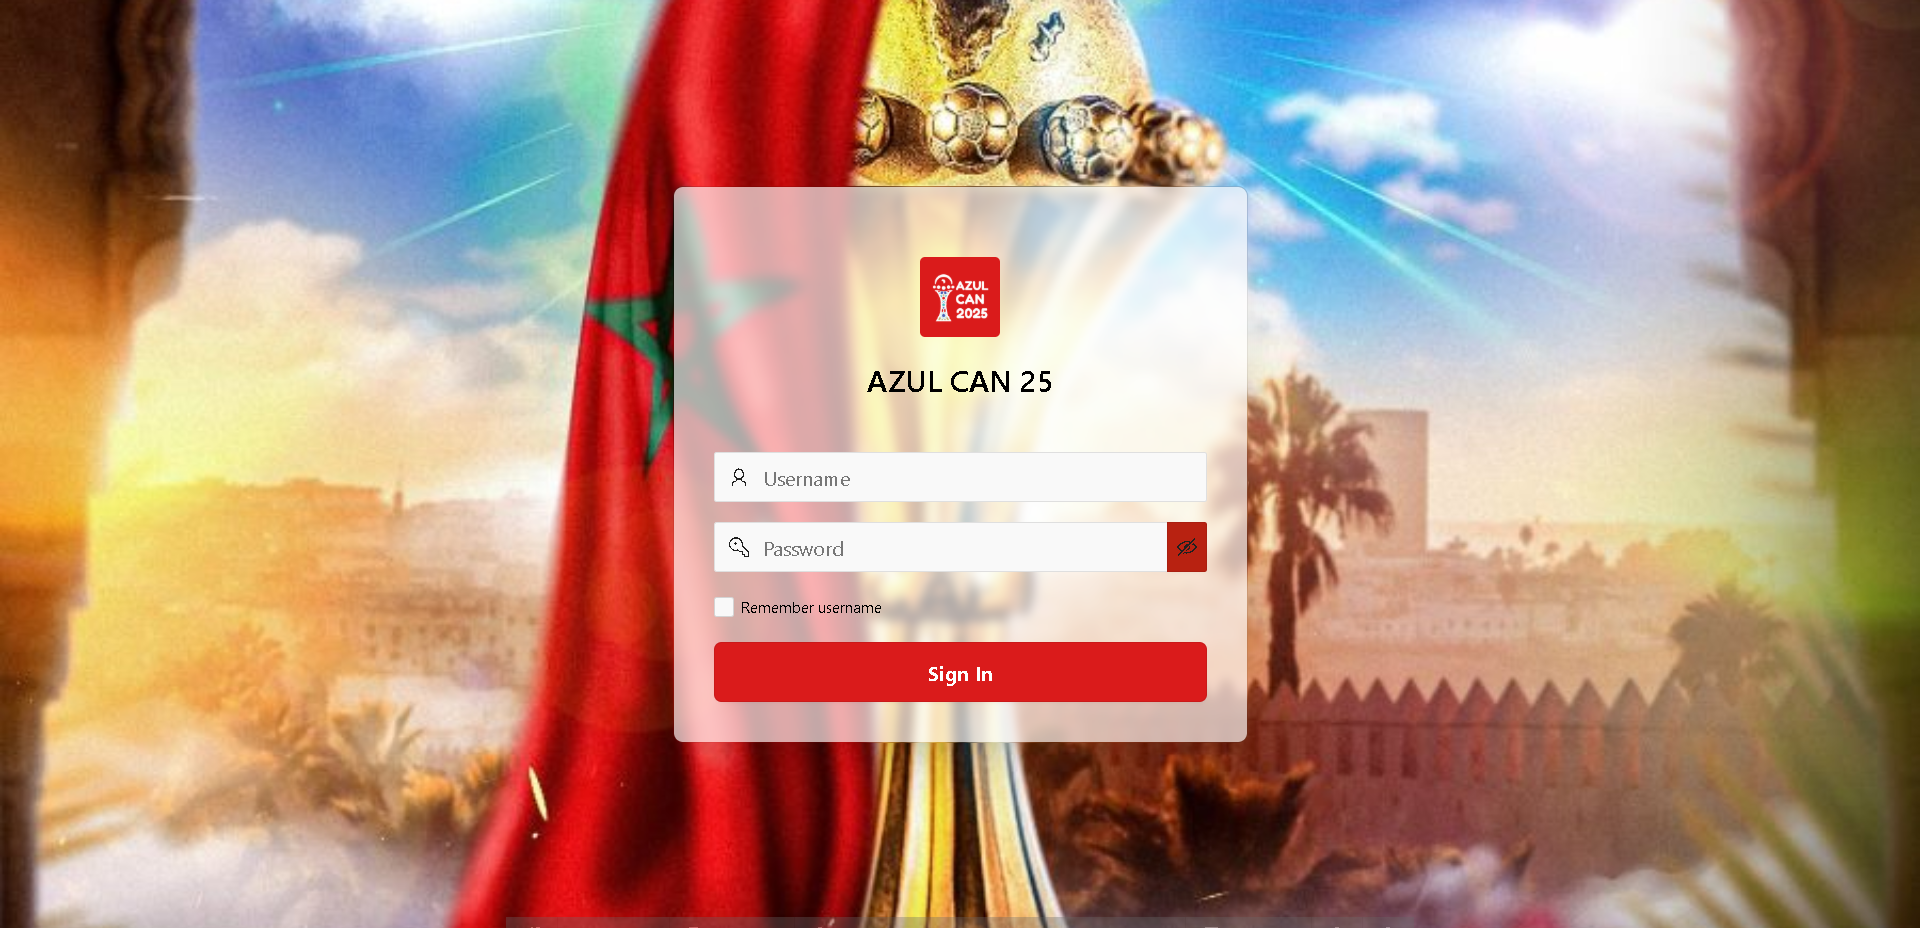 AZUL
CAN
2025
AZUL CAN 25
Username
Password
Remember username
Sign In